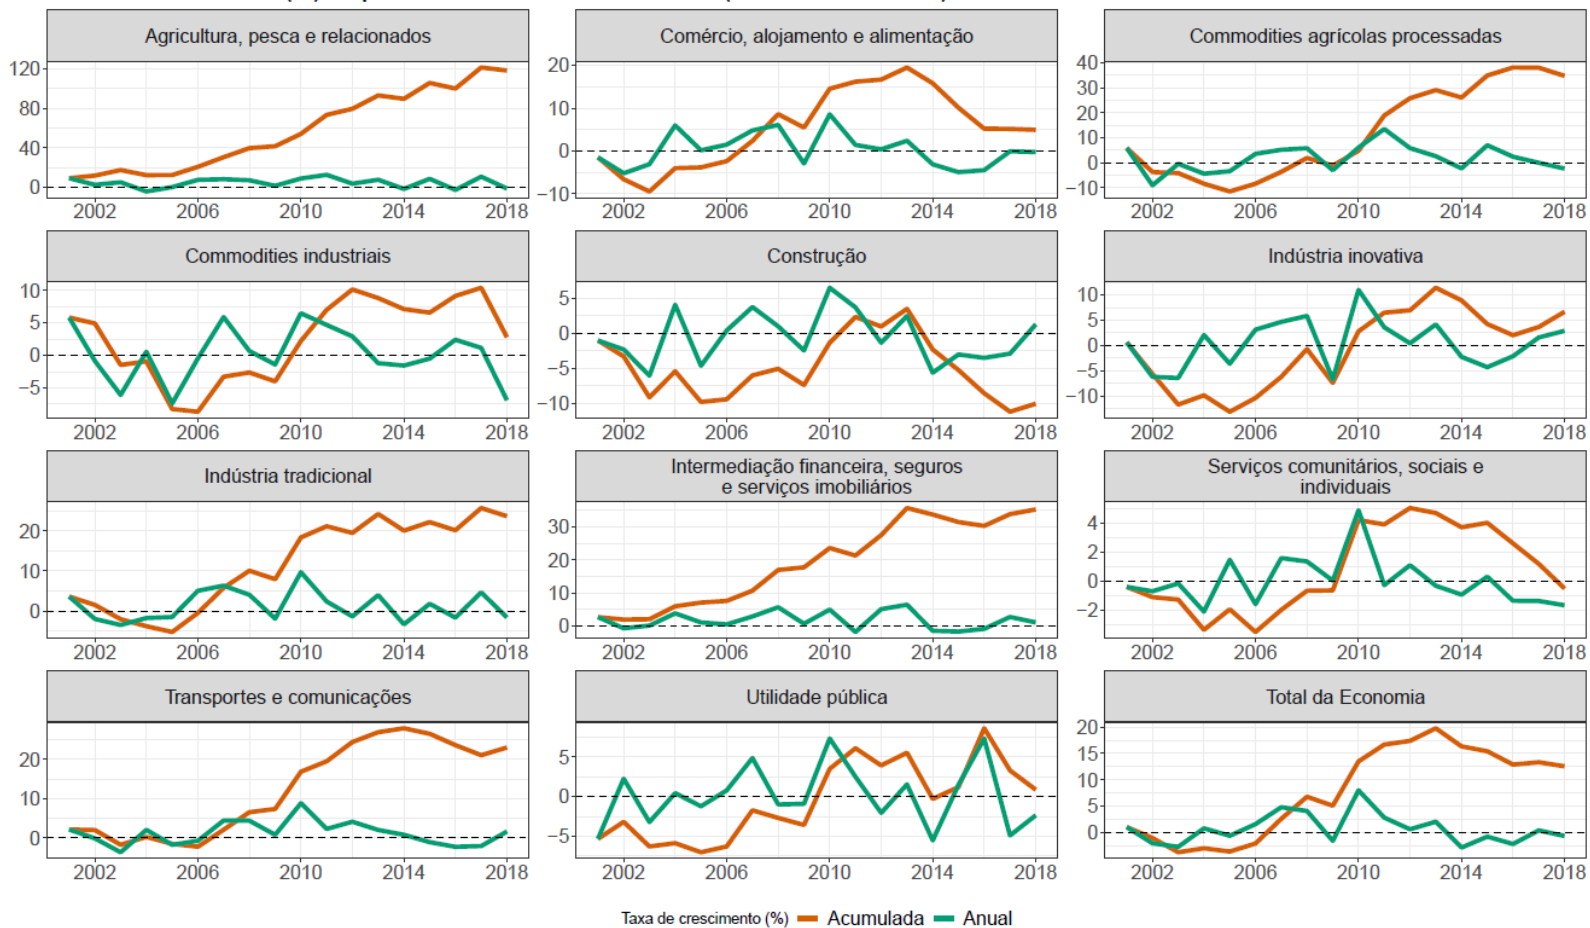 Agricultura, pesca e relacionados
Comércio, alojamento e alimentação
Commodities agrícolas processadas
120
80
40
0
2002 2006 2010 2014 2018
20
10
0
−10
2002 2006 2010 2014 2018
40
30
20
10
0
−10
2002 2006 2010 2014 2018
Commodities industriais
Construção
Indústria inovativa
10
5
0
−5
2002 2006 2010 2014 2018
5
0
−5
−10
2002 2006 2010 2014 2018
10
5
0
−5
−10
2002 2006 2010 2014 2018
Indústria tradicional
Intermediação financeira, seguros
e serviços imobiliários
Serviços comunitários, sociais e
individuais
20
10
0
2002 2006 2010 2014 2018
30
20
10
0
2002 2006 2010 2014 2018
4
2
0
−2
2002 2006 2010 2014 2018
Transportes e comunicações
Utilidade pública
Total da Economia
20
10
0
2002 2006 2010 2014 2018
5
0
−5
2002 2006 2010 2014 2018
20
15
10
5
0
2002 2006 2010 2014 2018
Taxa de crescimento (%) Acumulada Anual